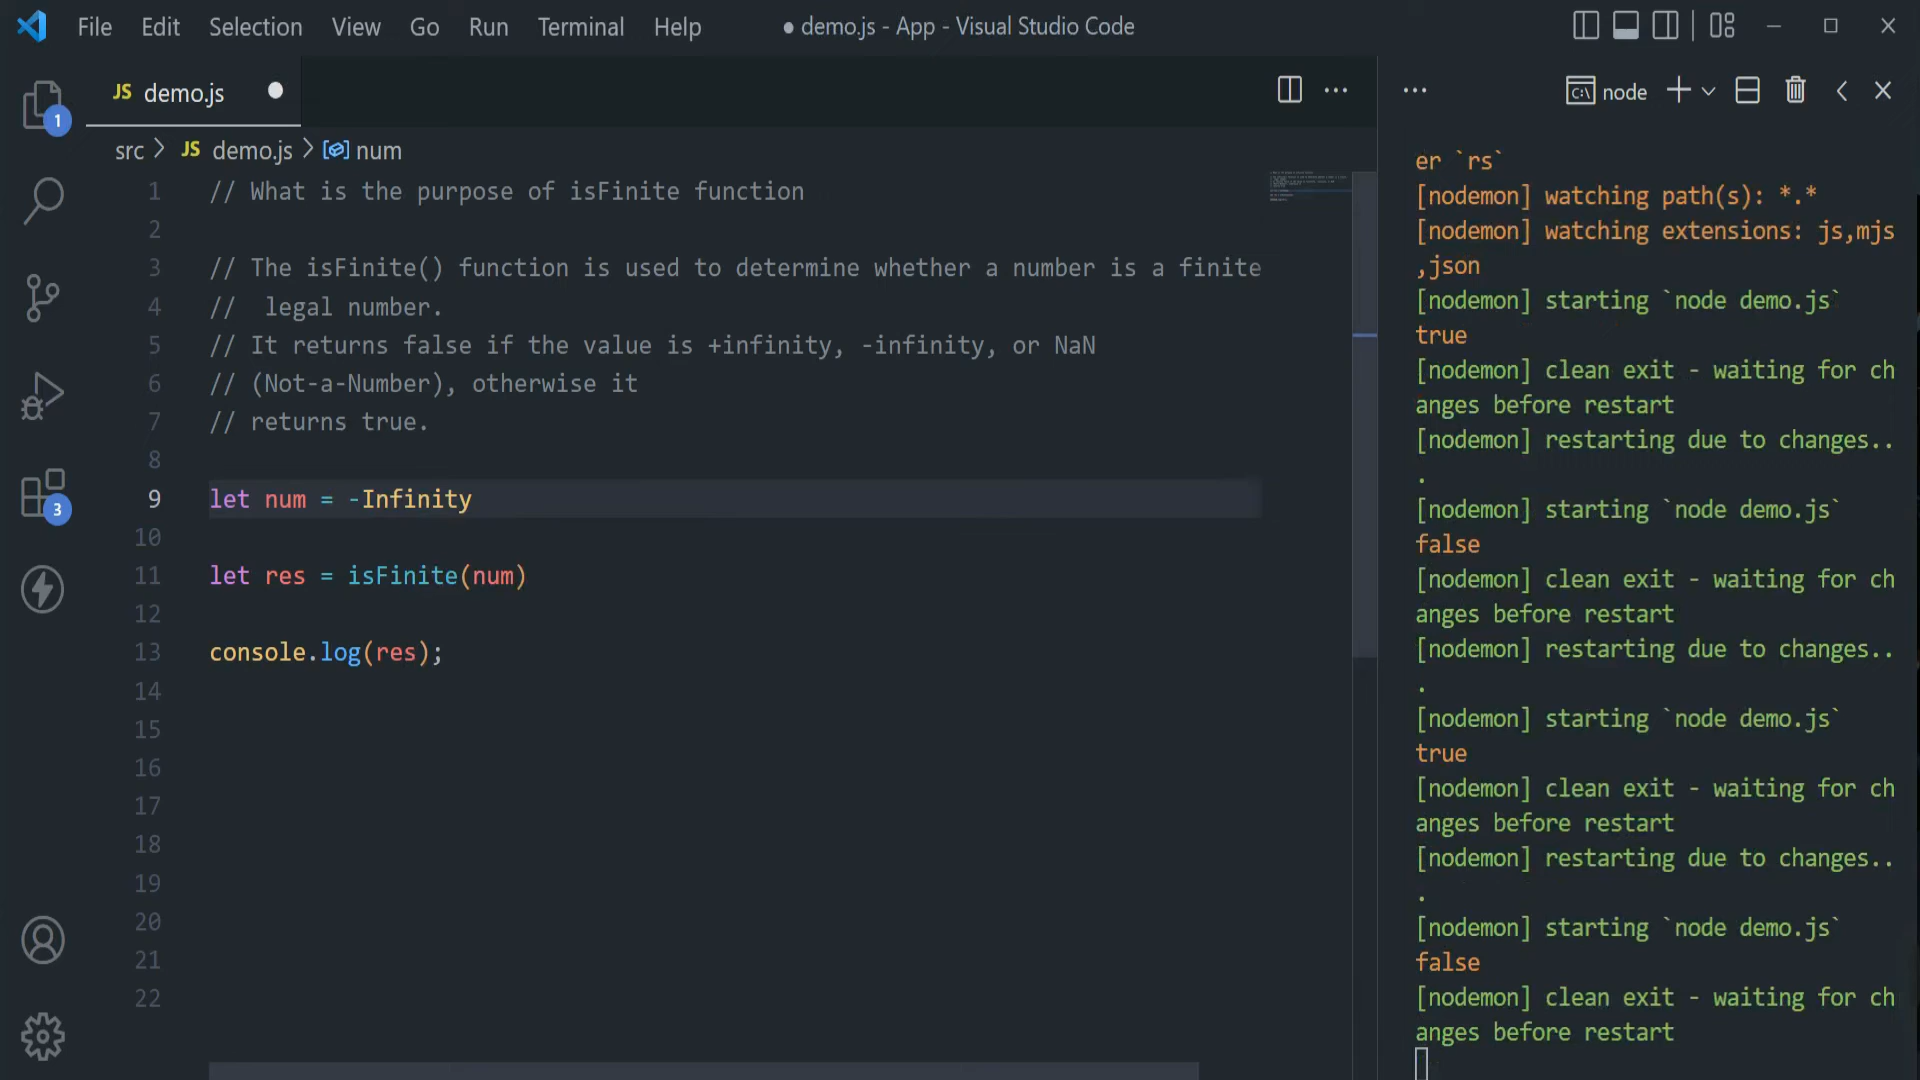 File Edit Selection View Go Run Terminal Help ● demo.js - App - Visual Studio Code
JS demo.js
node
1
src > JS demo.js > num
1 // What is the purpose of isFinite function
2
3 // The isFinite() function is used to determine whether a number is a finite
4 //  legal number.
5 // It returns false if the value is +infinity, -infinity, or NaN
6 // (Not-a-Number), otherwise it
7 // returns true.
8
9 let num = -Infinity
10
11 let res = isFinite(num)
12
13 console.log(res);
14
15
16
17
18
19
20
21
22
3
er `rs`
[nodemon] watching path(s): *.*
[nodemon] watching extensions: js,mjs
,json
[nodemon] starting `node demo.js`
true
[nodemon] clean exit - waiting for ch
anges before restart
[nodemon] restarting due to changes..
.
[nodemon] starting `node demo.js`
false
[nodemon] clean exit - waiting for ch
anges before restart
[nodemon] restarting due to changes..
.
[nodemon] starting `node demo.js`
true
[nodemon] clean exit - waiting for ch
anges before restart
[nodemon] restarting due to changes..
.
[nodemon] starting `node demo.js`
false
[nodemon] clean exit - waiting for ch
anges before restart